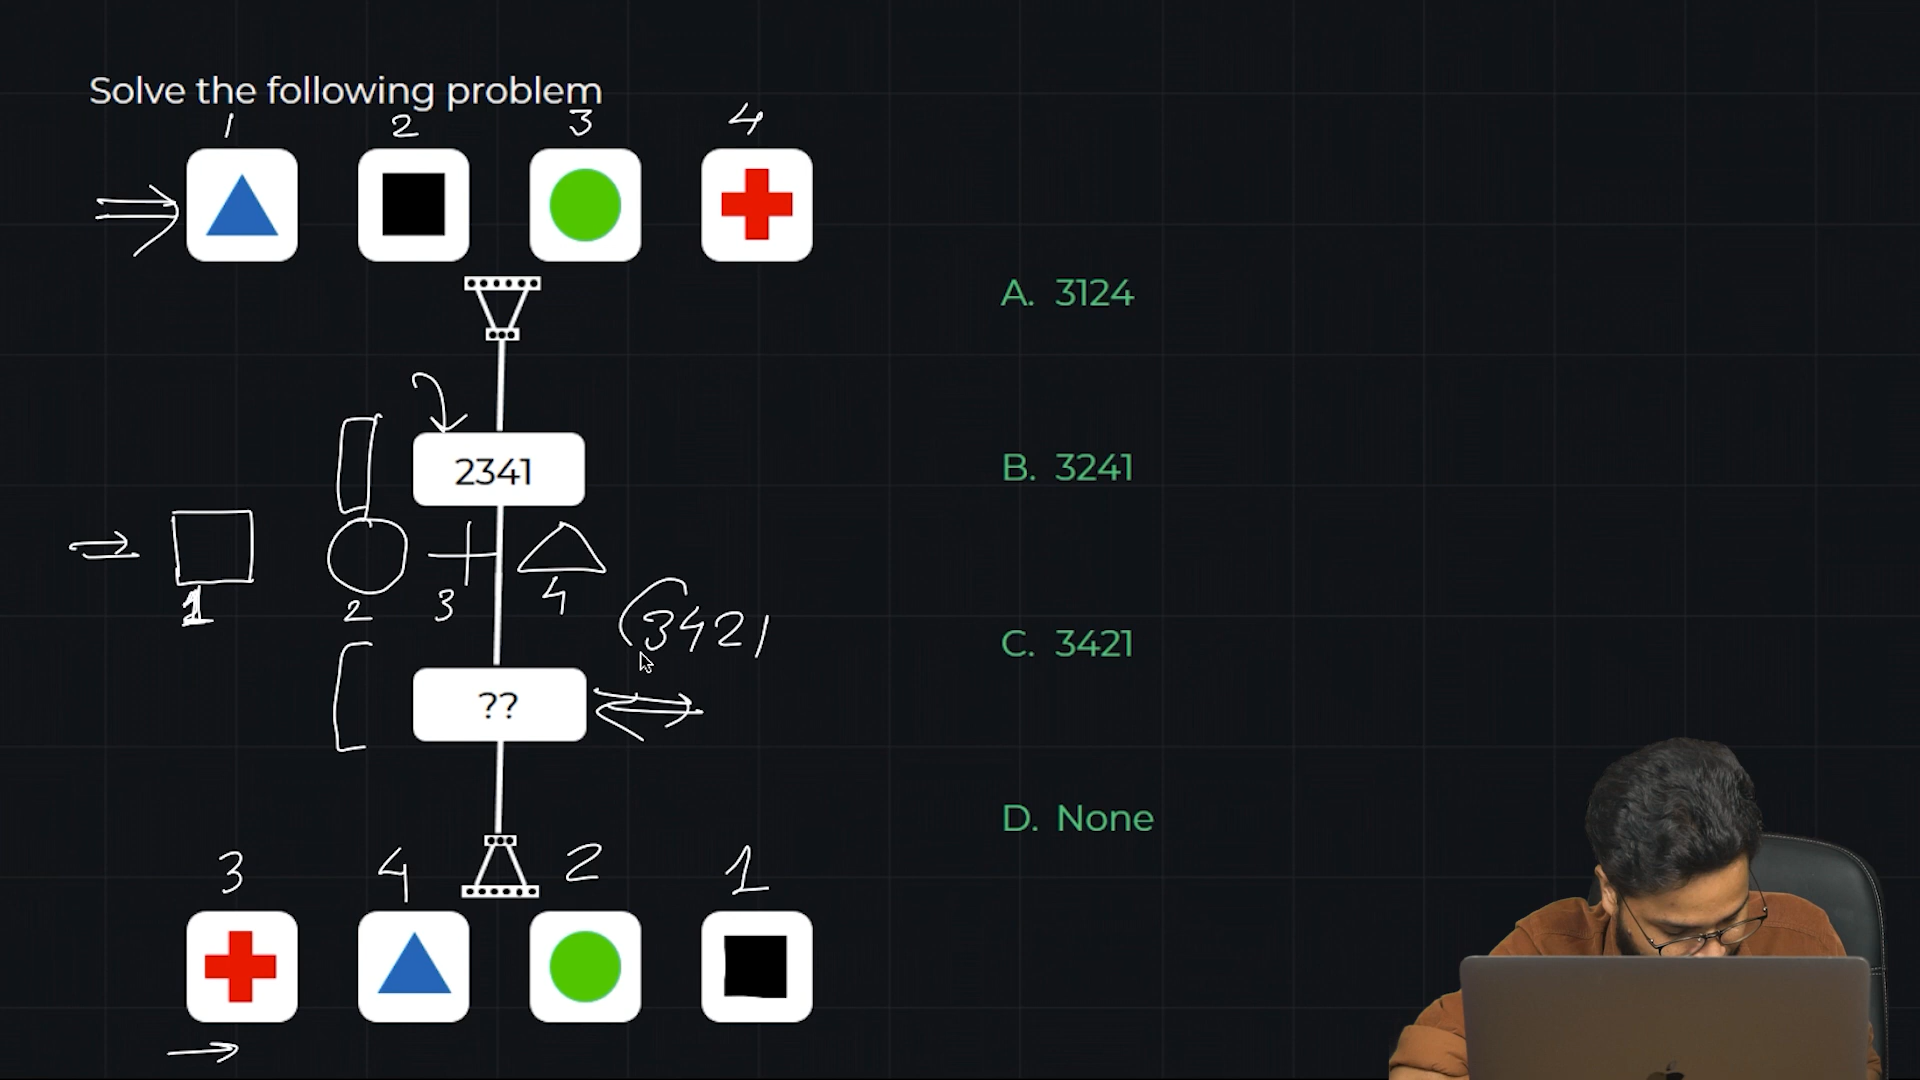 Solve the following problem
1 2 3 4
A. 3124
2341
B. 3241
1 2 3 4
3421
C. 3421
??
D. None
3 4 2 1